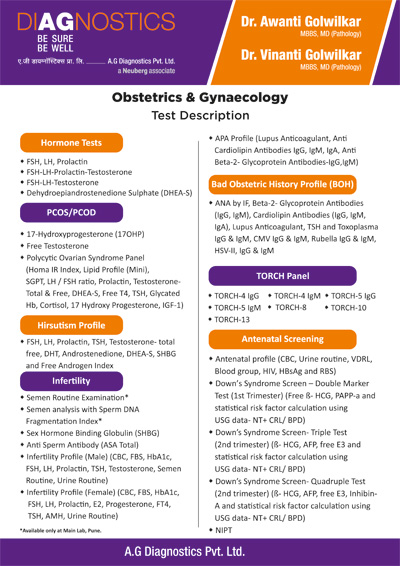 DIAGNOSTICS
BE SURE
BE WELL
ए.जी डायग्नॉस्टिक्स प्रा. लि. A.G Diagnostics Pvt. Ltd.
a Neuberg associate
Dr. Awanti Golwilkar
MBBS, MD (Pathology)
Dr. Vinanti Golwilkar
MBBS, MD (Pathology)
Obstetrics & Gynaecology
Test Description
Hormone Tests
FSH, LH, Prolactin
FSH-LH-Prolactin-Testosterone
FSH-LH-Testosterone
Dehydroepiandrostenedione Sulphate (DHEA-S)
PCOS/PCOD
17-Hydroxyprogesterone (17OHP)
Free Testosterone
Polycytic Ovarian Syndrome Panel
(Homa IR Index, Lipid Profile (Mini),
SGPT, LH / FSH ratio, Prolactin, Testosterone-
Total & Free, DHEA-S, Free T4, TSH, Glycated
Hb, Cortisol, 17 Hydroxy Progesterone, IGF-1)
Hirsutism Profile
FSH, LH, Prolactin, TSH, Testosterone- total
free, DHT, Androstenedione, DHEA-S, SHBG
and Free Androgen Index
Infertility
Semen Routine Examination*
Semen analysis with Sperm DNA
Fragmentation Index*
Sex Hormone Binding Globulin (SHBG)
Anti Sperm Antibody (ASA Total)
Infertility Profile (Male) (CBC, FBS, HbA1c,
FSH, LH, Prolactin, TSH, Testosterone, Semen
Routine, Urine Routine)
Infertility Profile (Female) (CBC, FBS, HbA1c,
FSH, LH, Prolactin, E2, Progesterone, FT4,
TSH, AMH, Urine Routine)
*Available only at Main Lab, Pune.
APA Profile (Lupus Anticoagulant, Anti
Cardiolipin Antibodies IgG, IgM, IgA, Anti
Beta-2- Glycoprotein Antibodies-IgG,IgM)
Bad Obstetric History Profile (BOH)
ANA by IF, Beta-2- Glycoprotein Antibodies
(IgG, IgM), Cardiolipin Antibodies (IgG, IgM,
IgA), Lupus Anticoagulant, TSH and Toxoplama
IgG & IgM, CMV IgG & IgM, Rubella IgG & IgM,
HSV-II, IgG & IgM
TORCH Panel
TORCH-4 IgG TORCH-4 IgM TORCH-5 IgG
TORCH-5 IgM TORCH-8 TORCH-10
TORCH-13
Antenatal Screening
Antenatal profile (CBC, Urine routine, VDRL,
Blood group, HIV, HBsAg and RBS)
Down's Syndrome Screen – Double Marker
Test (1st Trimester) (Free ß- HCG, PAPP-a and
statistical risk factor calculation using
USG data- NT+ CRL/ BPD)
Down's Syndrome Screen- Triple Test
(2nd trimester) (ß- HCG, AFP, free E3 and
statistical risk factor calculation using
USG data- NT+ CRL/ BPD)
Down's Syndrome Screen- Quadruple Test
(2nd trimester) (ß- HCG, AFP, free E3, Inhibin-
A and statistical risk factor calculation using
USG data- NT+ CRL/ BPD)
NIPT
A.G Diagnostics Pvt. Ltd.